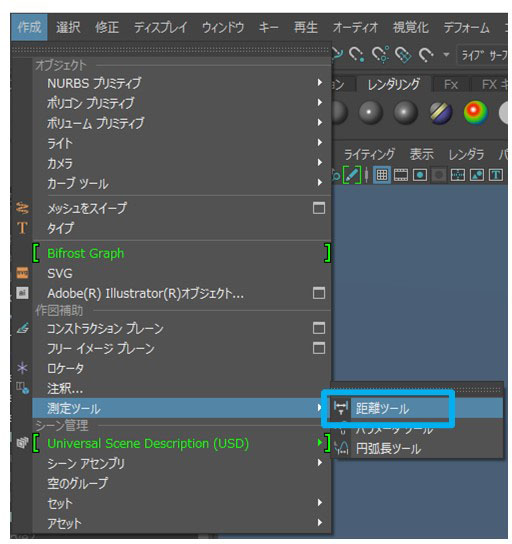 作成 選択 修正 ディスプレイ ウィンドウ キー 再生 オーディオ 視覚化 デフォーム
オブジェクト
NURBS プリミティブ
ポリゴン プリミティブ
ボリューム プリミティブ
ライト
カメラ
カーブ ツール
メッシュをスイープ
タイプ
Bifrost Graph
SVG
Adobe(R) Illustrator(R)オブジェクト...
作図補助
コンストラクション プレーン
フリー イメージ プレーン
ロケータ
注釈...
測定ツール
シーン管理
Universal Scene Description (USD)
シーン アセンブリ
空のグループ
セット
アセット
ライブ サーフ
レンダリング FX FX キ
ライティング 表示 レンダラ パ
距離ツール
パラメータ ツール
円弧長ツール